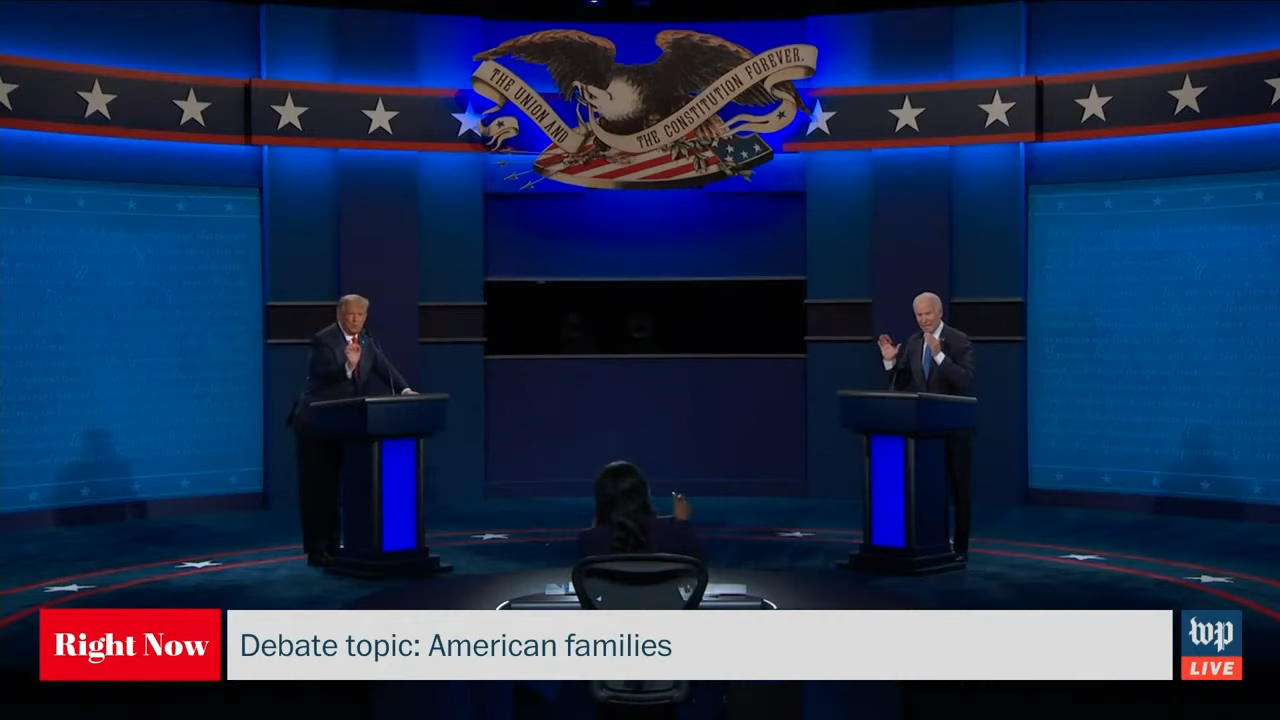 THE UNION AND THE CONSTITUTION FOREVER.
Right Now
Debate topic: American families
wp
LIVE